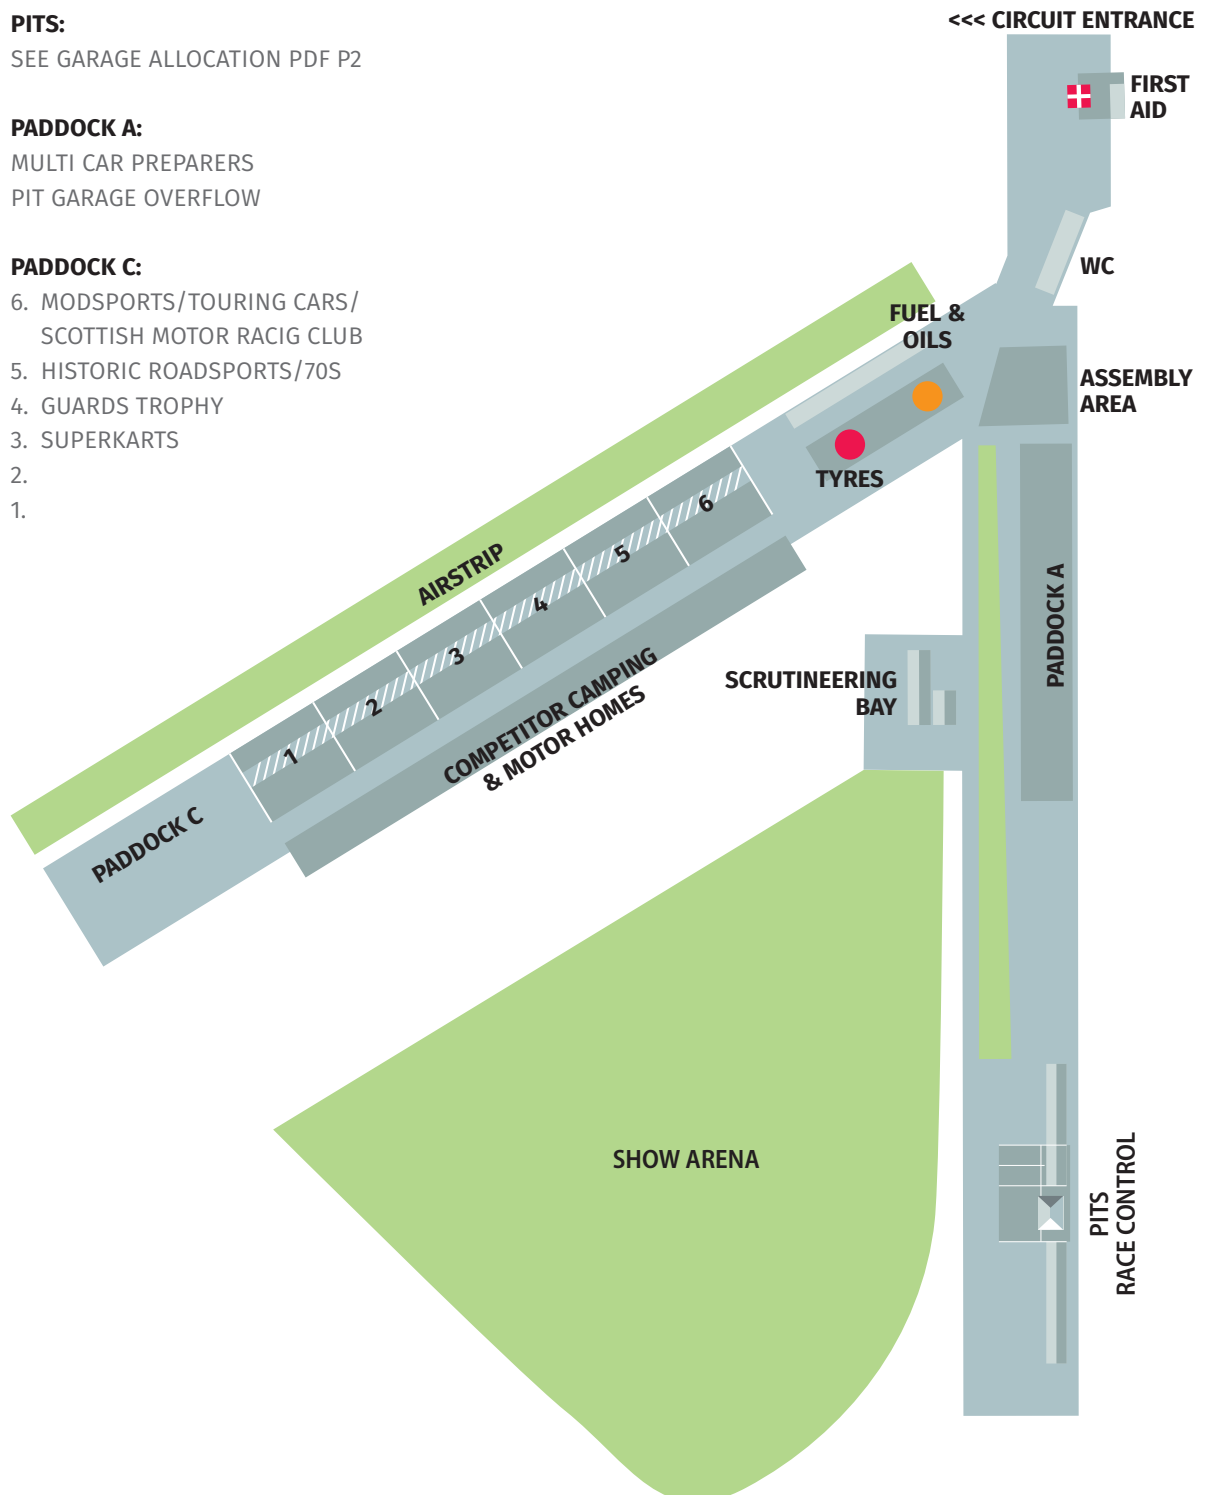 PITS:
SEE GARAGE ALLOCATION PDF P2
PADDOCK A:
MULTI CAR PREPARERS
PIT GARAGE OVERFLOW
PADDOCK C:
6. MODSPORTS/TOURING CARS/
SCOTTISH MOTOR RACIG CLUB
5. HISTORIC ROADSPORTS/70S
4. GUARDS TROPHY
3. SUPERKARTS
2.
1.
<<< CIRCUIT ENTRANCE
FIRST
AID
WC
FUEL &
OILS
ASSEMBLY
AREA
TYRES
6
5
4
3
2
1
AIRSTRIP
PADDOCK A
SCRUTINEERING
BAY
COMPETITOR CAMPING
& MOTOR HOMES
PADDOCK C
SHOW ARENA
PITS
RACE CONTROL